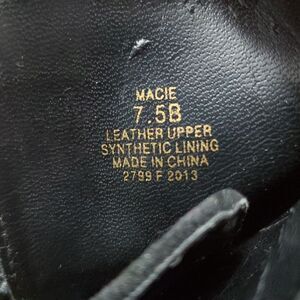 MACIE
7.5B
LEATHER UPPER
SYNTHETIC LINING
MADE IN CHINA
2799 F 2013